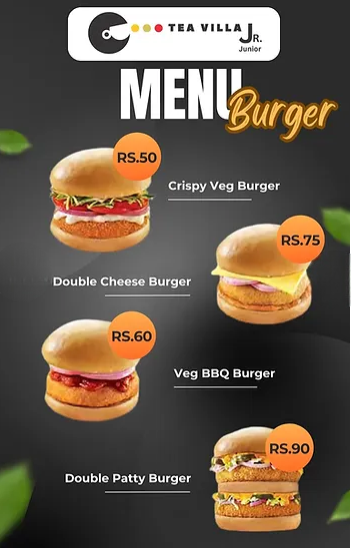 TEA VILLA JR.
Junior
MENU
Burger
RS.50
Crispy Veg Burger
RS.75
Double Cheese Burger
RS.60
Veg BBQ Burger
RS.90
Double Patty Burger